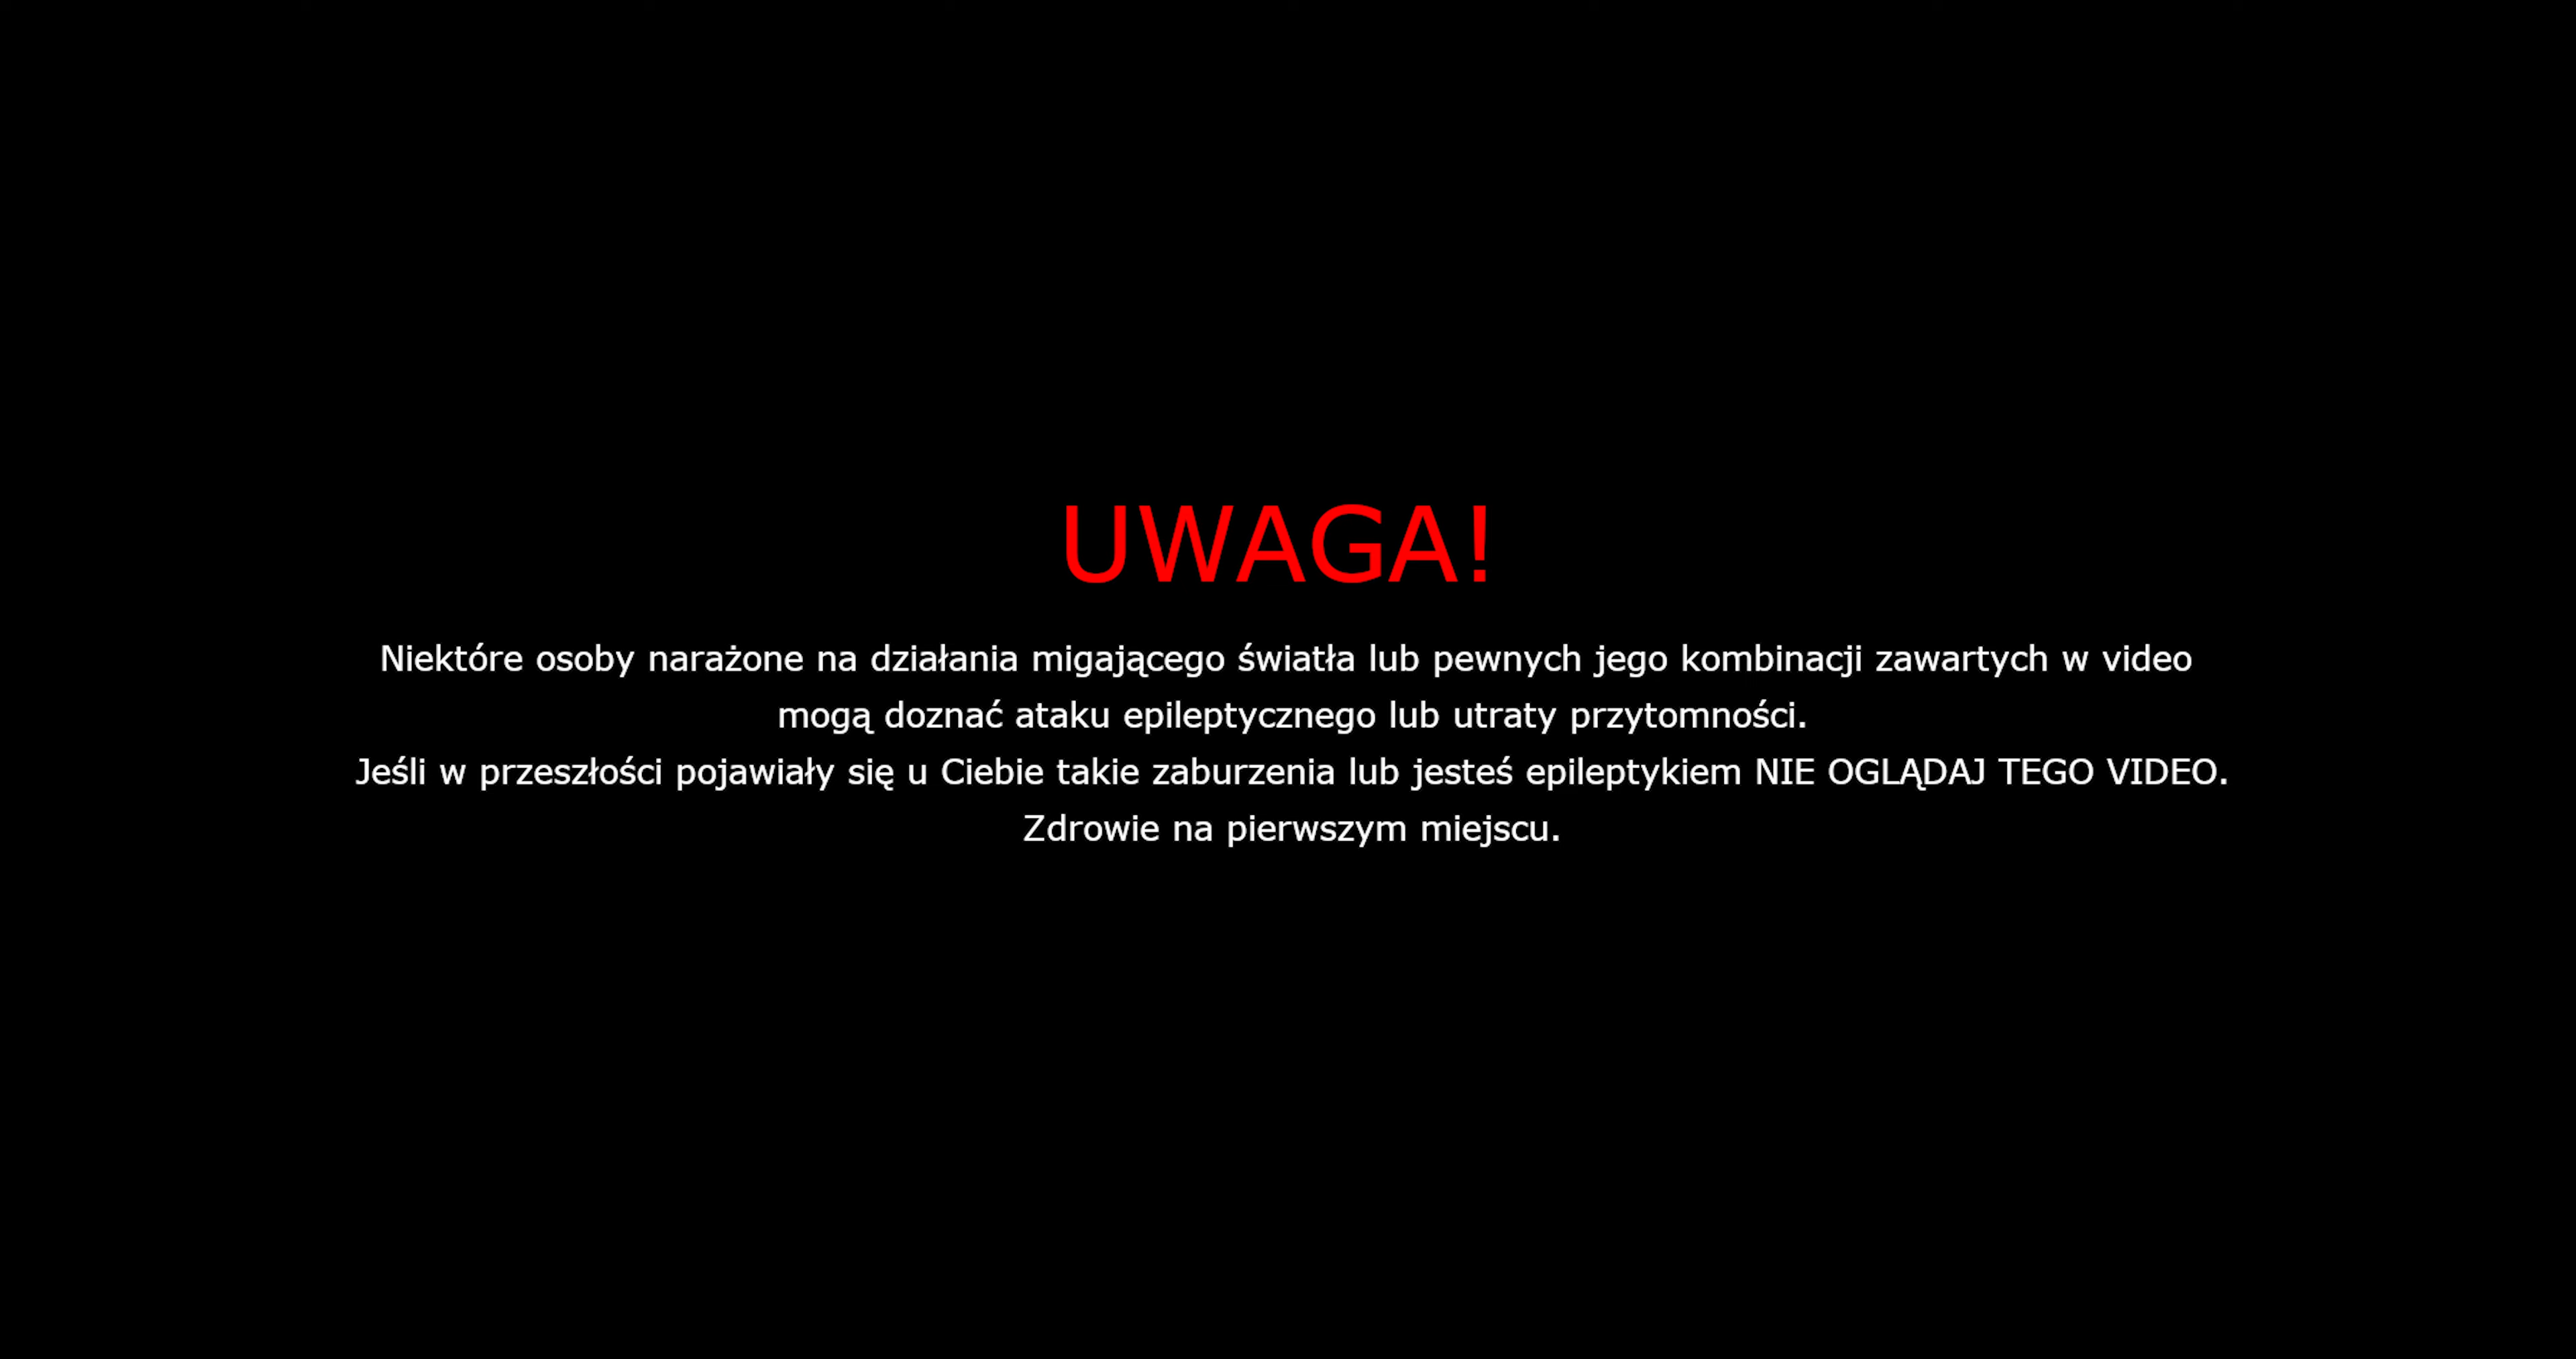 UWAGA!
Niektóre osoby narażone na działania migającego światła lub pewnych jego kombinacji zawartych w video
mogą doznać ataku epileptycznego lub utraty przytomności.
Jeśli w przeszłości pojawiały się u Ciebie takie zaburzenia lub jesteś epileptykiem NIE OGLĄDAJ TEGO VIDEO.
Zdrowie na pierwszym miejscu.